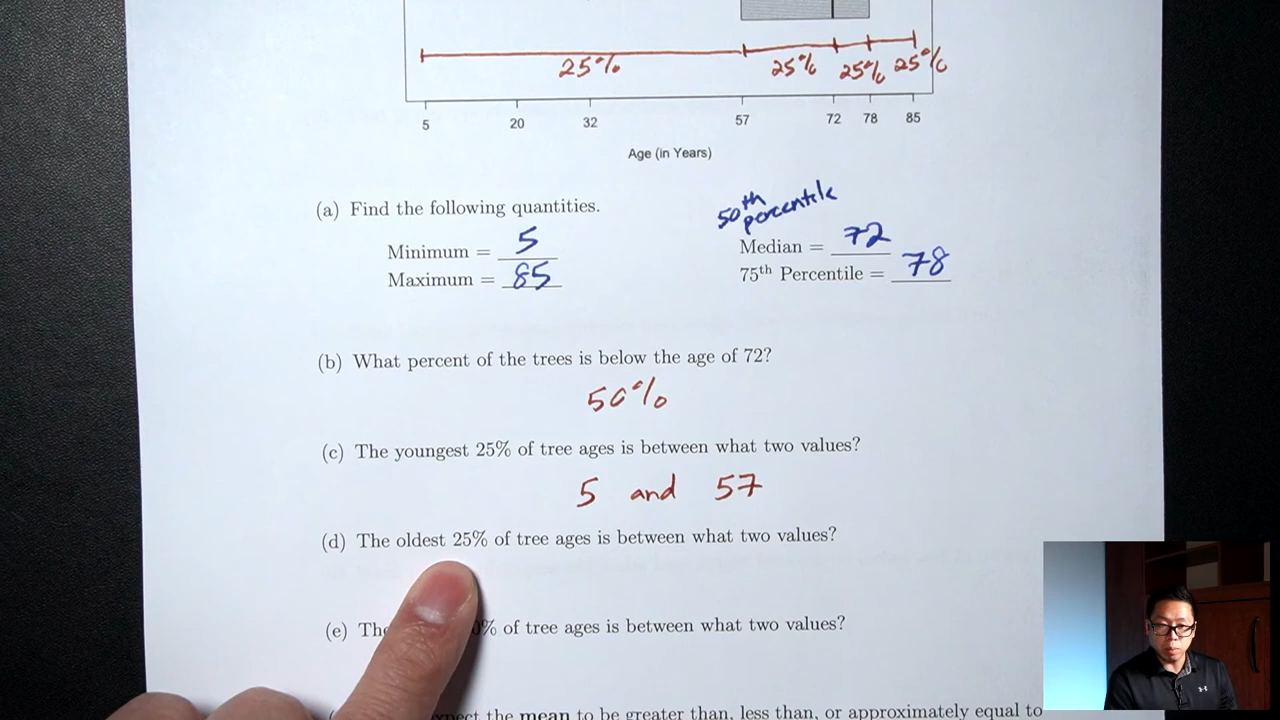 25% 25% 25% 25%
5 20 32 57 72 78 85
Age (in Years)
(a) Find the following quantities.
50th percentile
Minimum = 5
Median = 72
Maximum = 85
75th Percentile = 78
(b) What percent of the trees is below the age of 72?
50%
(c) The youngest 25% of tree ages is between what two values?
5 and 57
(d) The oldest 25% of tree ages is between what two values?
(e) The 0% of tree ages is between what two values?
expect the mean to be greater than, less than, or approximately equal to